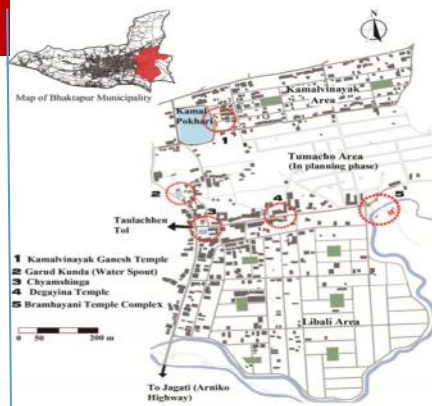 Map of Bhaktapur Municipality
N
Kamalvinayak
Area
Kamal
Pokhari
1
Tumacho Area
(In planning phase)
2
5
4
3
Taulachhen
Tol
1 Kamalvinayak Ganesh Temple
2 Garud Kunda (Water Spout)
3 Chyamshinga
4 Degayina Temple
5 Bramhayani Temple Complex
0 50 200 m
Libali Area
To Jagati (Arniko
Highway)